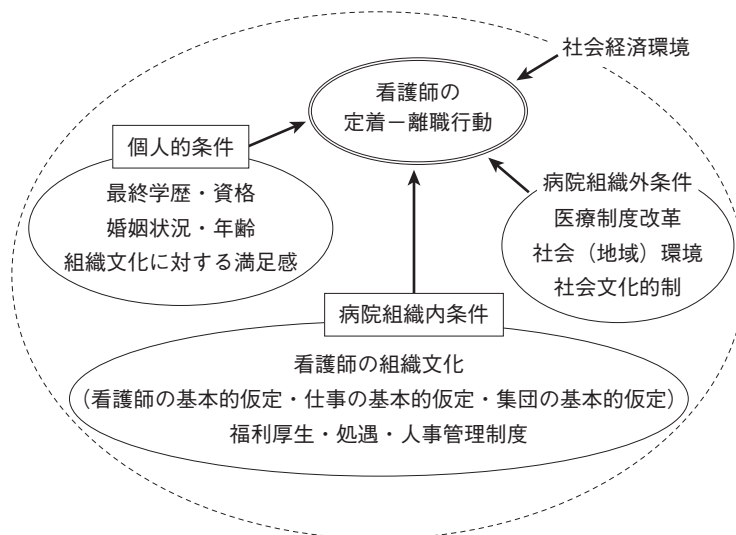 社会経済環境
看護師の
定着－離職行動
個人的条件
最終学歴・資格
婚姻状況・年齢
組織文化に対する満足感
病院組織外条件
医療制度改革
社会（地域）環境
社会文化的制
病院組織内条件
看護師の組織文化
（看護師の基本的仮定・仕事の基本的仮定・集団の基本的仮定）
福利厚生・処遇・人事管理制度